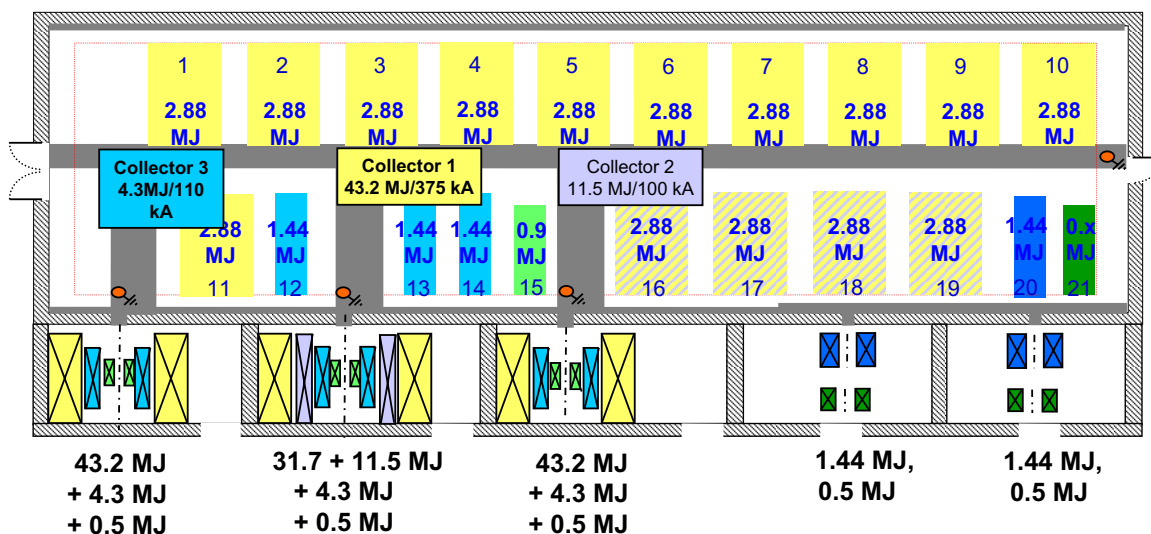 1 2 3 4 5 6 7 8 9 10
2.88 2.88 2.88 2.88 2.88 2.88 2.88 2.88 2.88 2.88
MJ MJ MJ MJ MJ MJ MJ MJ MJ MJ
Collector 3
4.3MJ/110
kA
Collector 1
43.2 MJ/375 kA
Collector 2
11.5 MJ/100 kA
2.88 1.44 1.44 1.44 0.9 2.88 2.88 2.88 2.88 1.44 0.x
MJ MJ MJ MJ MJ MJ MJ MJ MJ MJ MJ
11 12 13 14 15 16 17 18 19 20 21
43.2 MJ
+ 4.3 MJ
+ 0.5 MJ
31.7 + 11.5 MJ
+ 4.3 MJ
+ 0.5 MJ
43.2 MJ
+ 4.3 MJ
+ 0.5 MJ
1.44 MJ,
0.5 MJ
1.44 MJ,
0.5 MJ